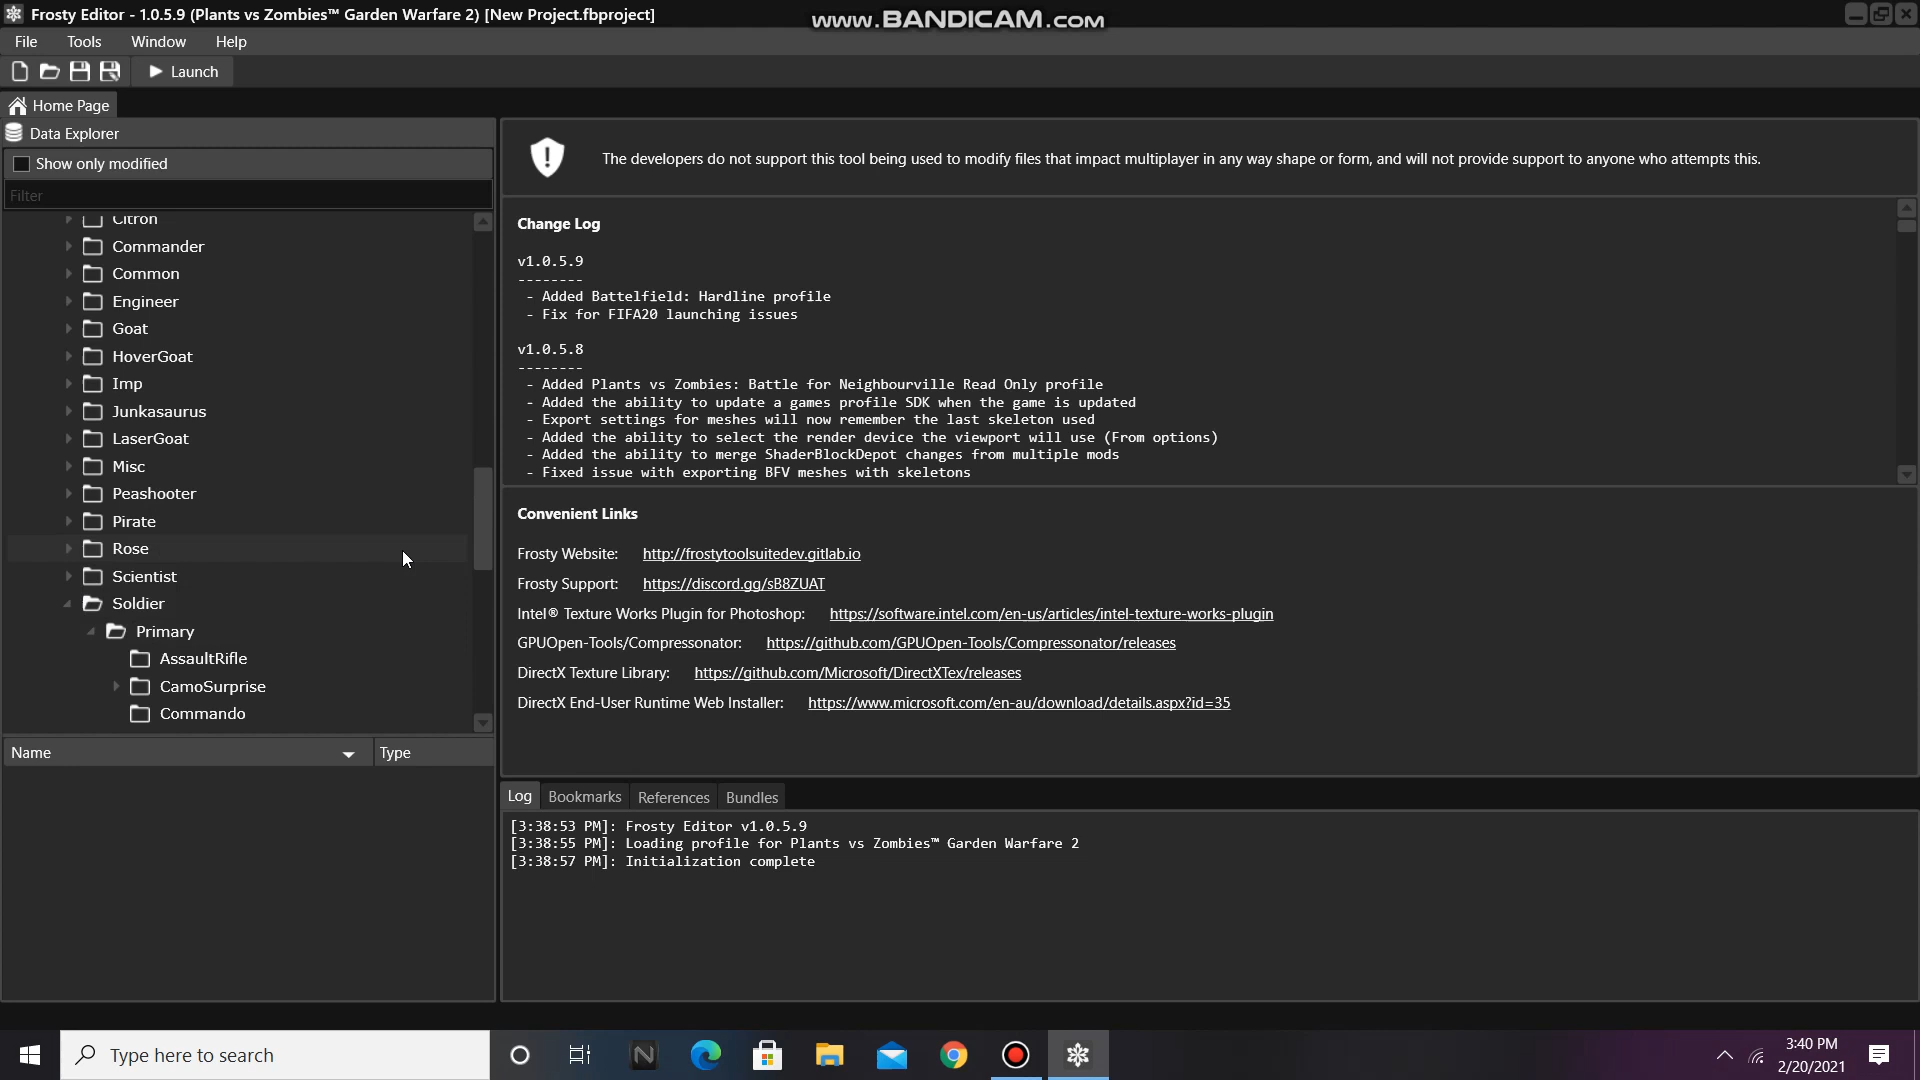 Frosty Editor - 1.0.5.9 (Plants vs Zombies™ Garden Warfare 2) [New Project.fbproject]
www.BANDICAM.com
File Tools Window Help
Launch
Home Page
Data Explorer
Show only modified
Filter
Citron
Commander
Common
Engineer
Goat
HoverGoat
Imp
Junkasaurus
LaserGoat
Misc
Peashooter
Pirate
Rose
Scientist
Soldier
Primary
AssaultRifle
CamoSurprise
Commando
Name Type
The developers do not support this tool being used to modify files that impact multiplayer in any way shape or form, and will not provide support to anyone who attempts this.
Change Log
v1.0.5.9
--------
- Added Battelfield: Hardline profile
- Fix for FIFA20 launching issues
v1.0.5.8
--------
- Added Plants vs Zombies: Battle for Neighbourville Read Only profile
- Added the ability to update a games profile SDK when the game is updated
- Export settings for meshes will now remember the last skeleton used
- Added the ability to select the render device the viewport will use (From options)
- Added the ability to merge ShaderBlockDepot changes from multiple mods
- Fixed issue with exporting BFV meshes with skeletons
Convenient Links
Frosty Website: http://frostytoolsuitedev.gitlab.io
Frosty Support: https://discord.gg/sB8ZUAT
Intel® Texture Works Plugin for Photoshop: https://software.intel.com/en-us/articles/intel-texture-works-plugin
GPUOpen-Tools/Compressonator: https://github.com/GPUOpen-Tools/Compressonator/releases
DirectX Texture Library: https://github.com/Microsoft/DirectXTex/releases
DirectX End-User Runtime Web Installer: https://www.microsoft.com/en-au/download/details.aspx?id=35
Log Bookmarks References Bundles
[3:38:53 PM]: Frosty Editor v1.0.5.9
[3:38:55 PM]: Loading profile for Plants vs Zombies™ Garden Warfare 2
[3:38:57 PM]: Initialization complete
Type here to search
3:40 PM
2/20/2021